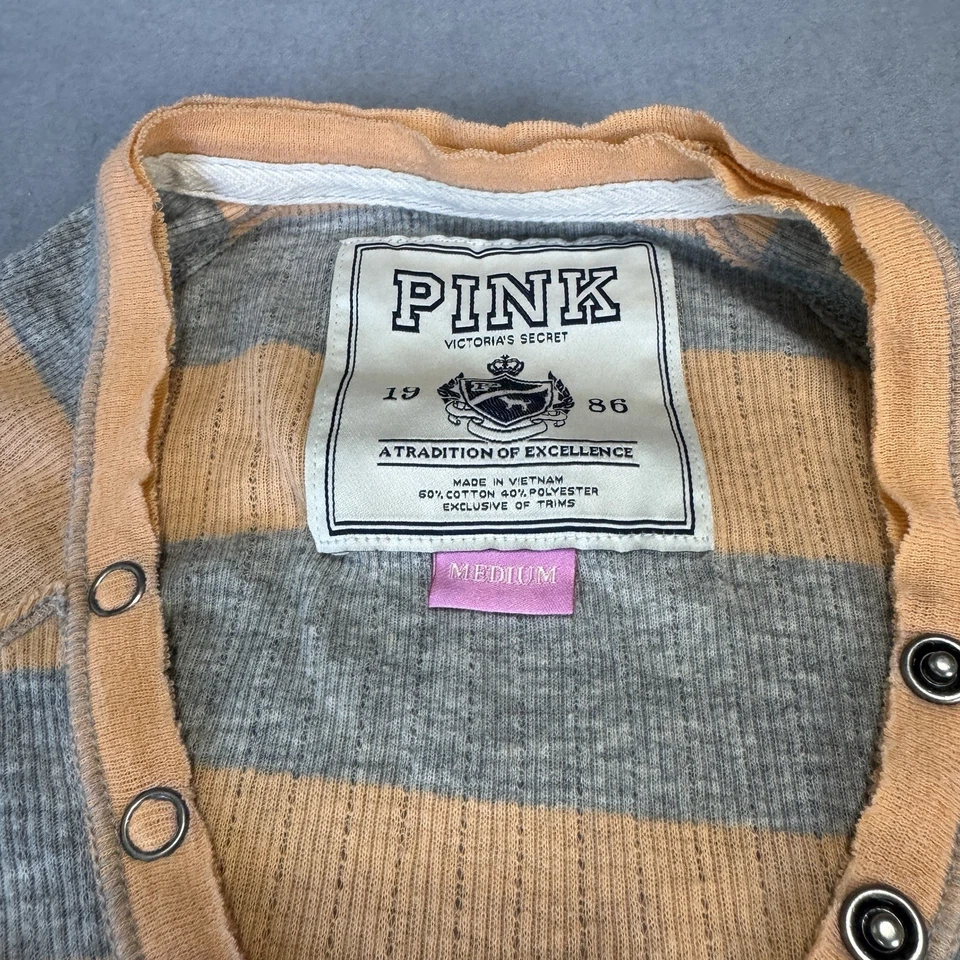 PINK
VICTORIA'S SECRET
19 86
A TRADITION OF EXCELLENCE
MADE IN VIETNAM
60% COTTON 40% POLYESTER
EXCLUSIVE OF TRIMS
MEDIUM